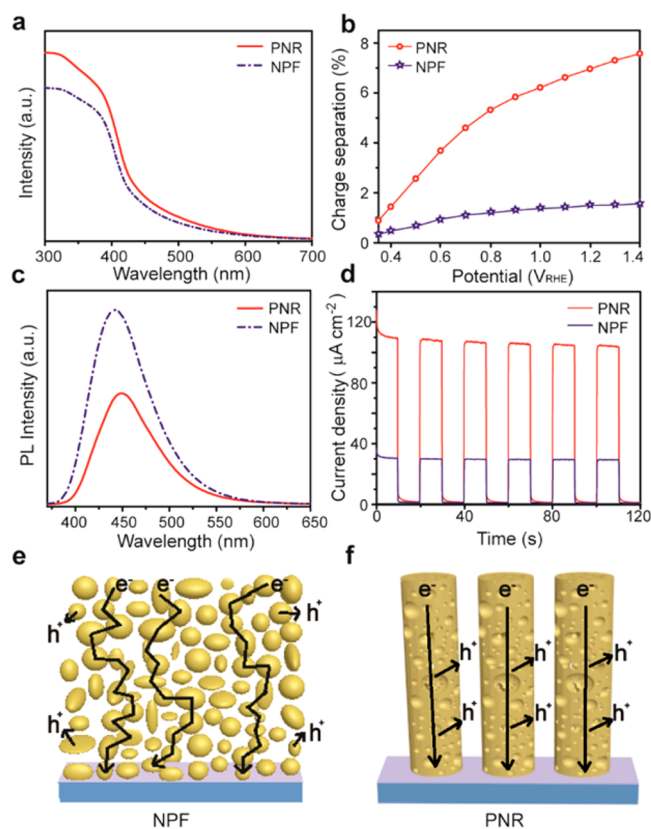 a
PNR
NPF
Intensity (a.u.)
300 400 500 600 700
Wavelength (nm)
b
PNR
NPF
Charge separation (%)
8
6
4
2
0
0.4 0.6 0.8 1.0 1.2 1.4
Potential (VRHE)
c
PNR
NPF
PL Intensity (a.u.)
400 450 500 550 600 650
Wavelength (nm)
d
PNR
NPF
Current density( μA cm-2)
120
90
60
30
0
0 40 80 120
Time (s)
e
e- e- e-
h+ h+
h+ h+
NPF
f
e- e- e-
h+ h+ h+
h+ h+ h+
PNR